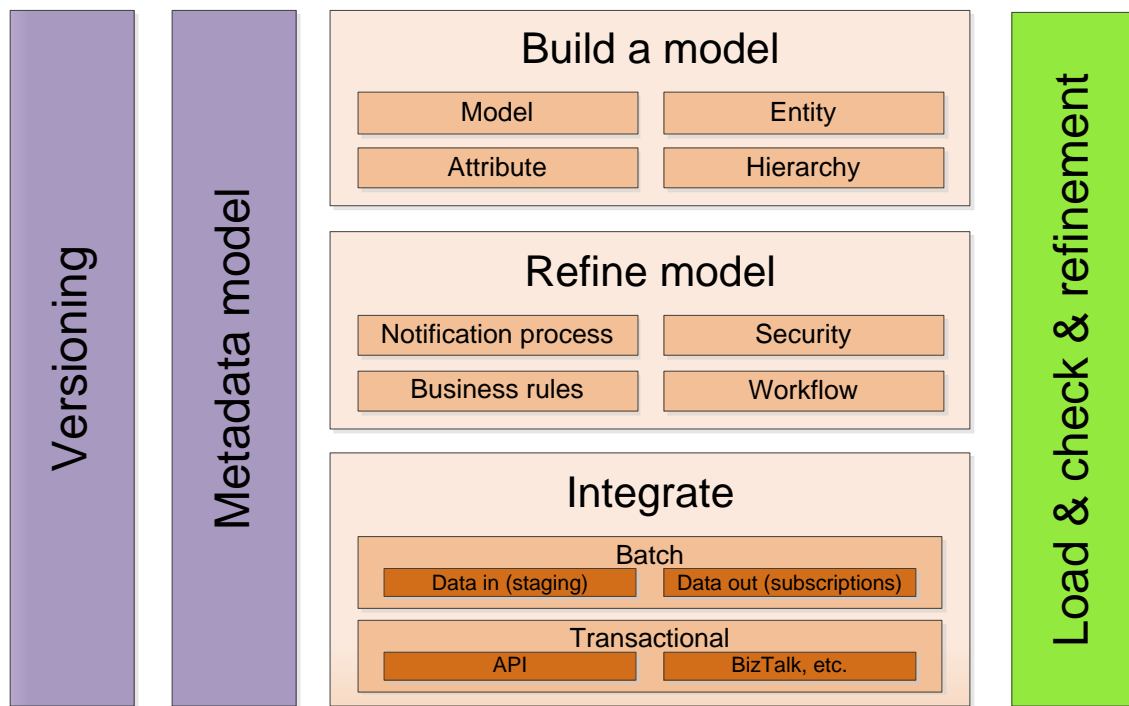 Versioning
Metadata model
Build a model
Model
Entity
Attribute
Hierarchy
Refine model
Notification process
Security
Business rules
Workflow
Integrate
Batch
Data in (staging)
Data out (subscriptions)
Transactional
API
BizTalk, etc.
Load & check & refinement